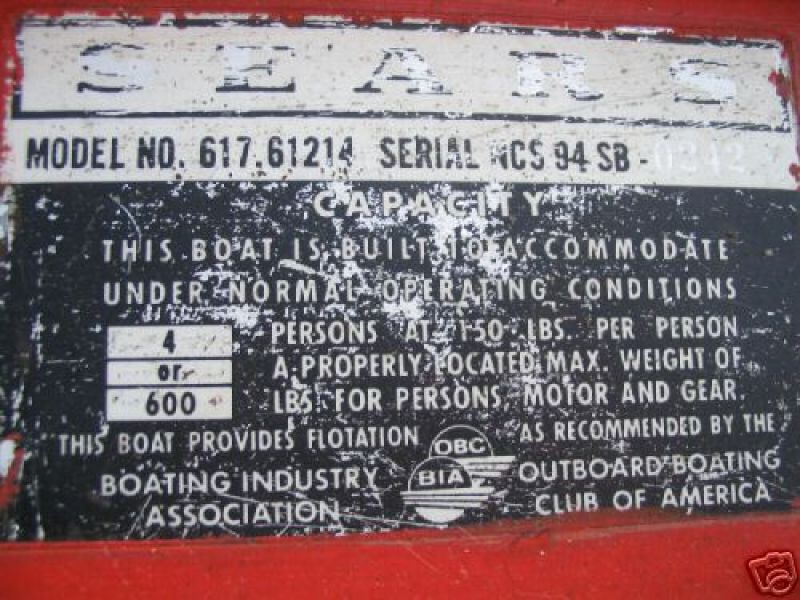 SEARS
MODEL NO. 617.61214 SERIAL NCS 94 SB - 0342
CAPACITY
THIS BOAT IS BUILT TO ACCOMMODATE
UNDER NORMAL OPERATING CONDITIONS
4 PERSONS AT 150 LBS. PER PERSON
or A PROPERLY LOCATED MAX. WEIGHT OF
600 LBS. FOR PERSONS, MOTOR AND GEAR.
THIS BOAT PROVIDES FLOTATION AS RECOMMENDED BY THE
OBC
BIA
BOATING INDUSTRY ASSOCIATION
OUTBOARD BOATING CLUB OF AMERICA